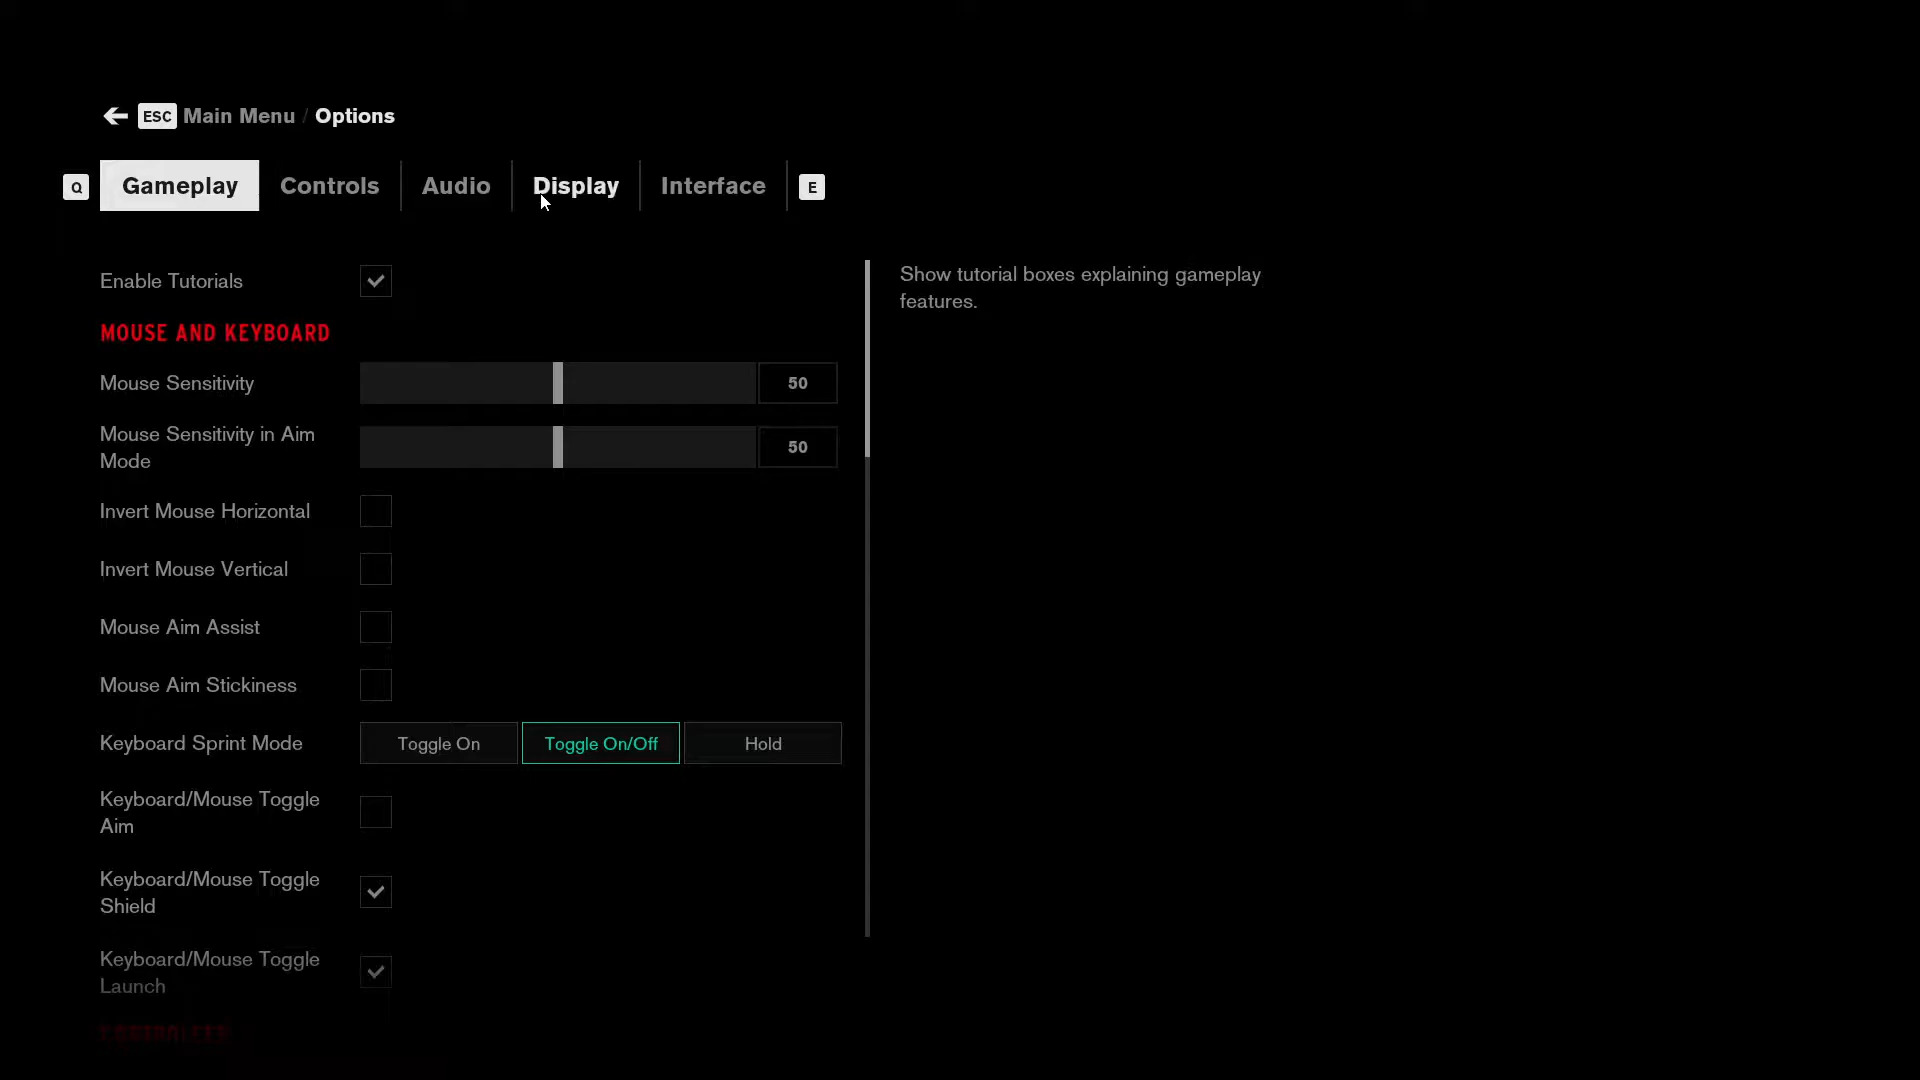 ESC Main Menu / Options
Q Gameplay Controls Audio Display Interface E
Enable Tutorials
Show tutorial boxes explaining gameplay
features.
MOUSE AND KEYBOARD
Mouse Sensitivity 50
Mouse Sensitivity in Aim
Mode 50
Invert Mouse Horizontal
Invert Mouse Vertical
Mouse Aim Assist
Mouse Aim Stickiness
Keyboard Sprint Mode Toggle On Toggle On/Off Hold
Keyboard/Mouse Toggle
Aim
Keyboard/Mouse Toggle
Shield
Keyboard/Mouse Toggle
Launch
CONTROLLER